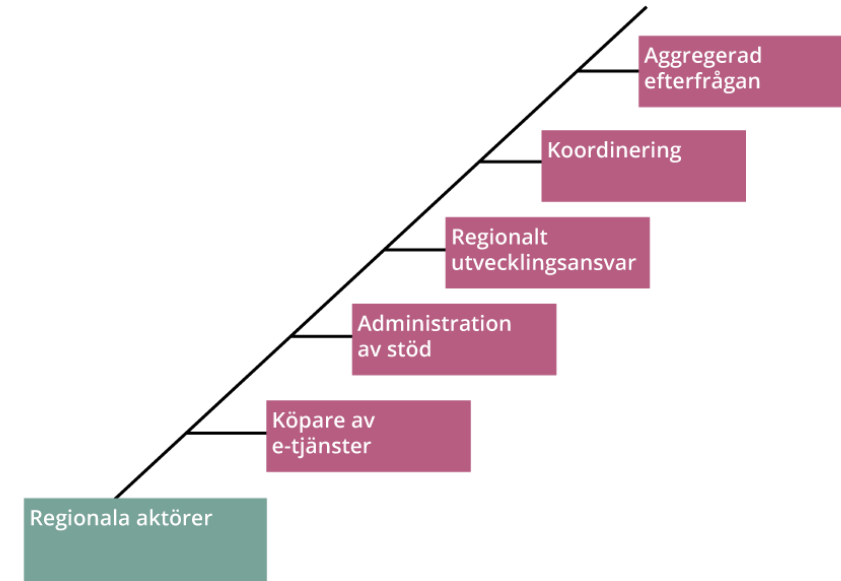 Aggregerad
efterfrågan
Koordinering
Regionalt
utvecklingsansvar
Administration
av stöd
Köpare av
e-tjänster
Regionala aktörer